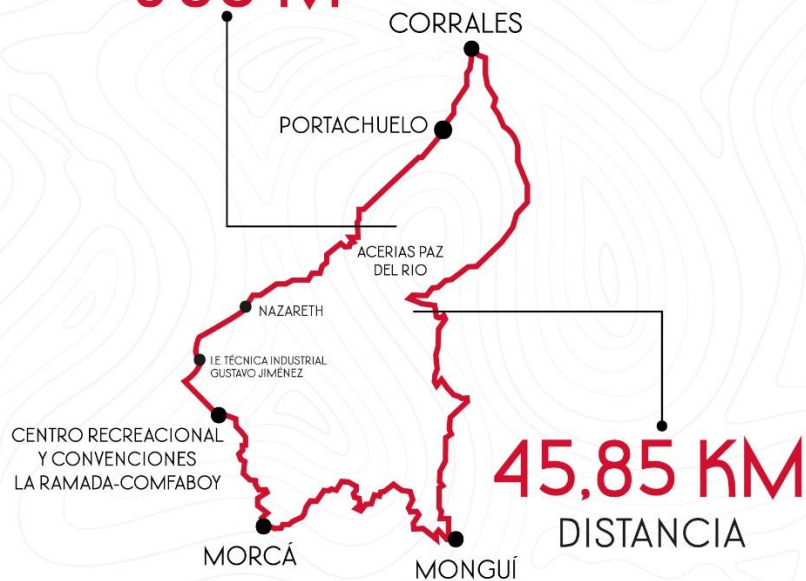 CORRALES
PORTACHUELO
ACERIAS PAZ
DEL RIO
NAZARETH
I.E. TÉCNICA INDUSTRIAL
GUSTAVO JIMÉNEZ
CENTRO RECREACIONAL
Y CONVENCIONES
LA RAMADA-COMFABOY
45,85 KM
DISTANCIA
MORCÁ
MONGUÍ